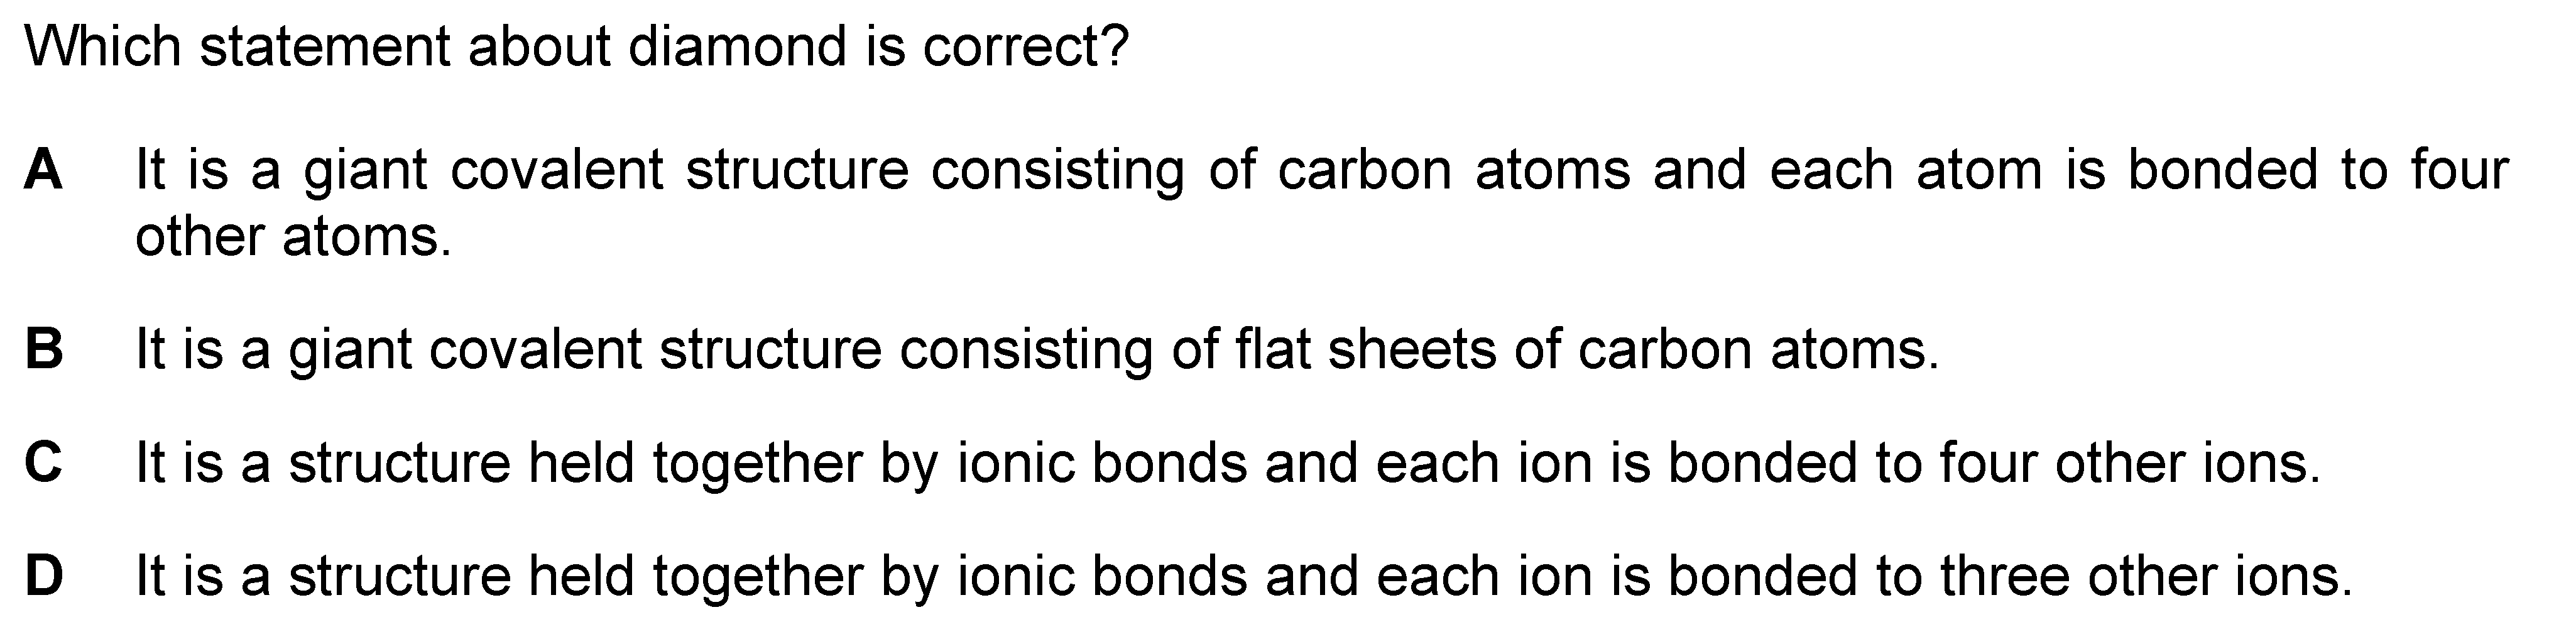 Which statement about diamond is correct?
A It is a giant covalent structure consisting of carbon atoms and each atom is bonded to four
other atoms.
B It is a giant covalent structure consisting of flat sheets of carbon atoms.
C It is a structure held together by ionic bonds and each ion is bonded to four other ions.
D It is a structure held together by ionic bonds and each ion is bonded to three other ions.